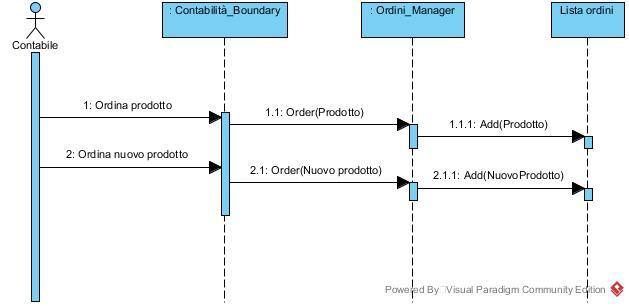 : Contabilità_Boundary
: Ordini_Manager
Lista ordini
Contabile
1: Ordina prodotto
1.1: Order(Prodotto)
1.1.1: Add(Prodotto)
2: Ordina nuovo prodotto
2.1: Order(Nuovo prodotto)
2.1.1: Add(NuovoProdotto)
Powered By Visual Paradigm Community Edition